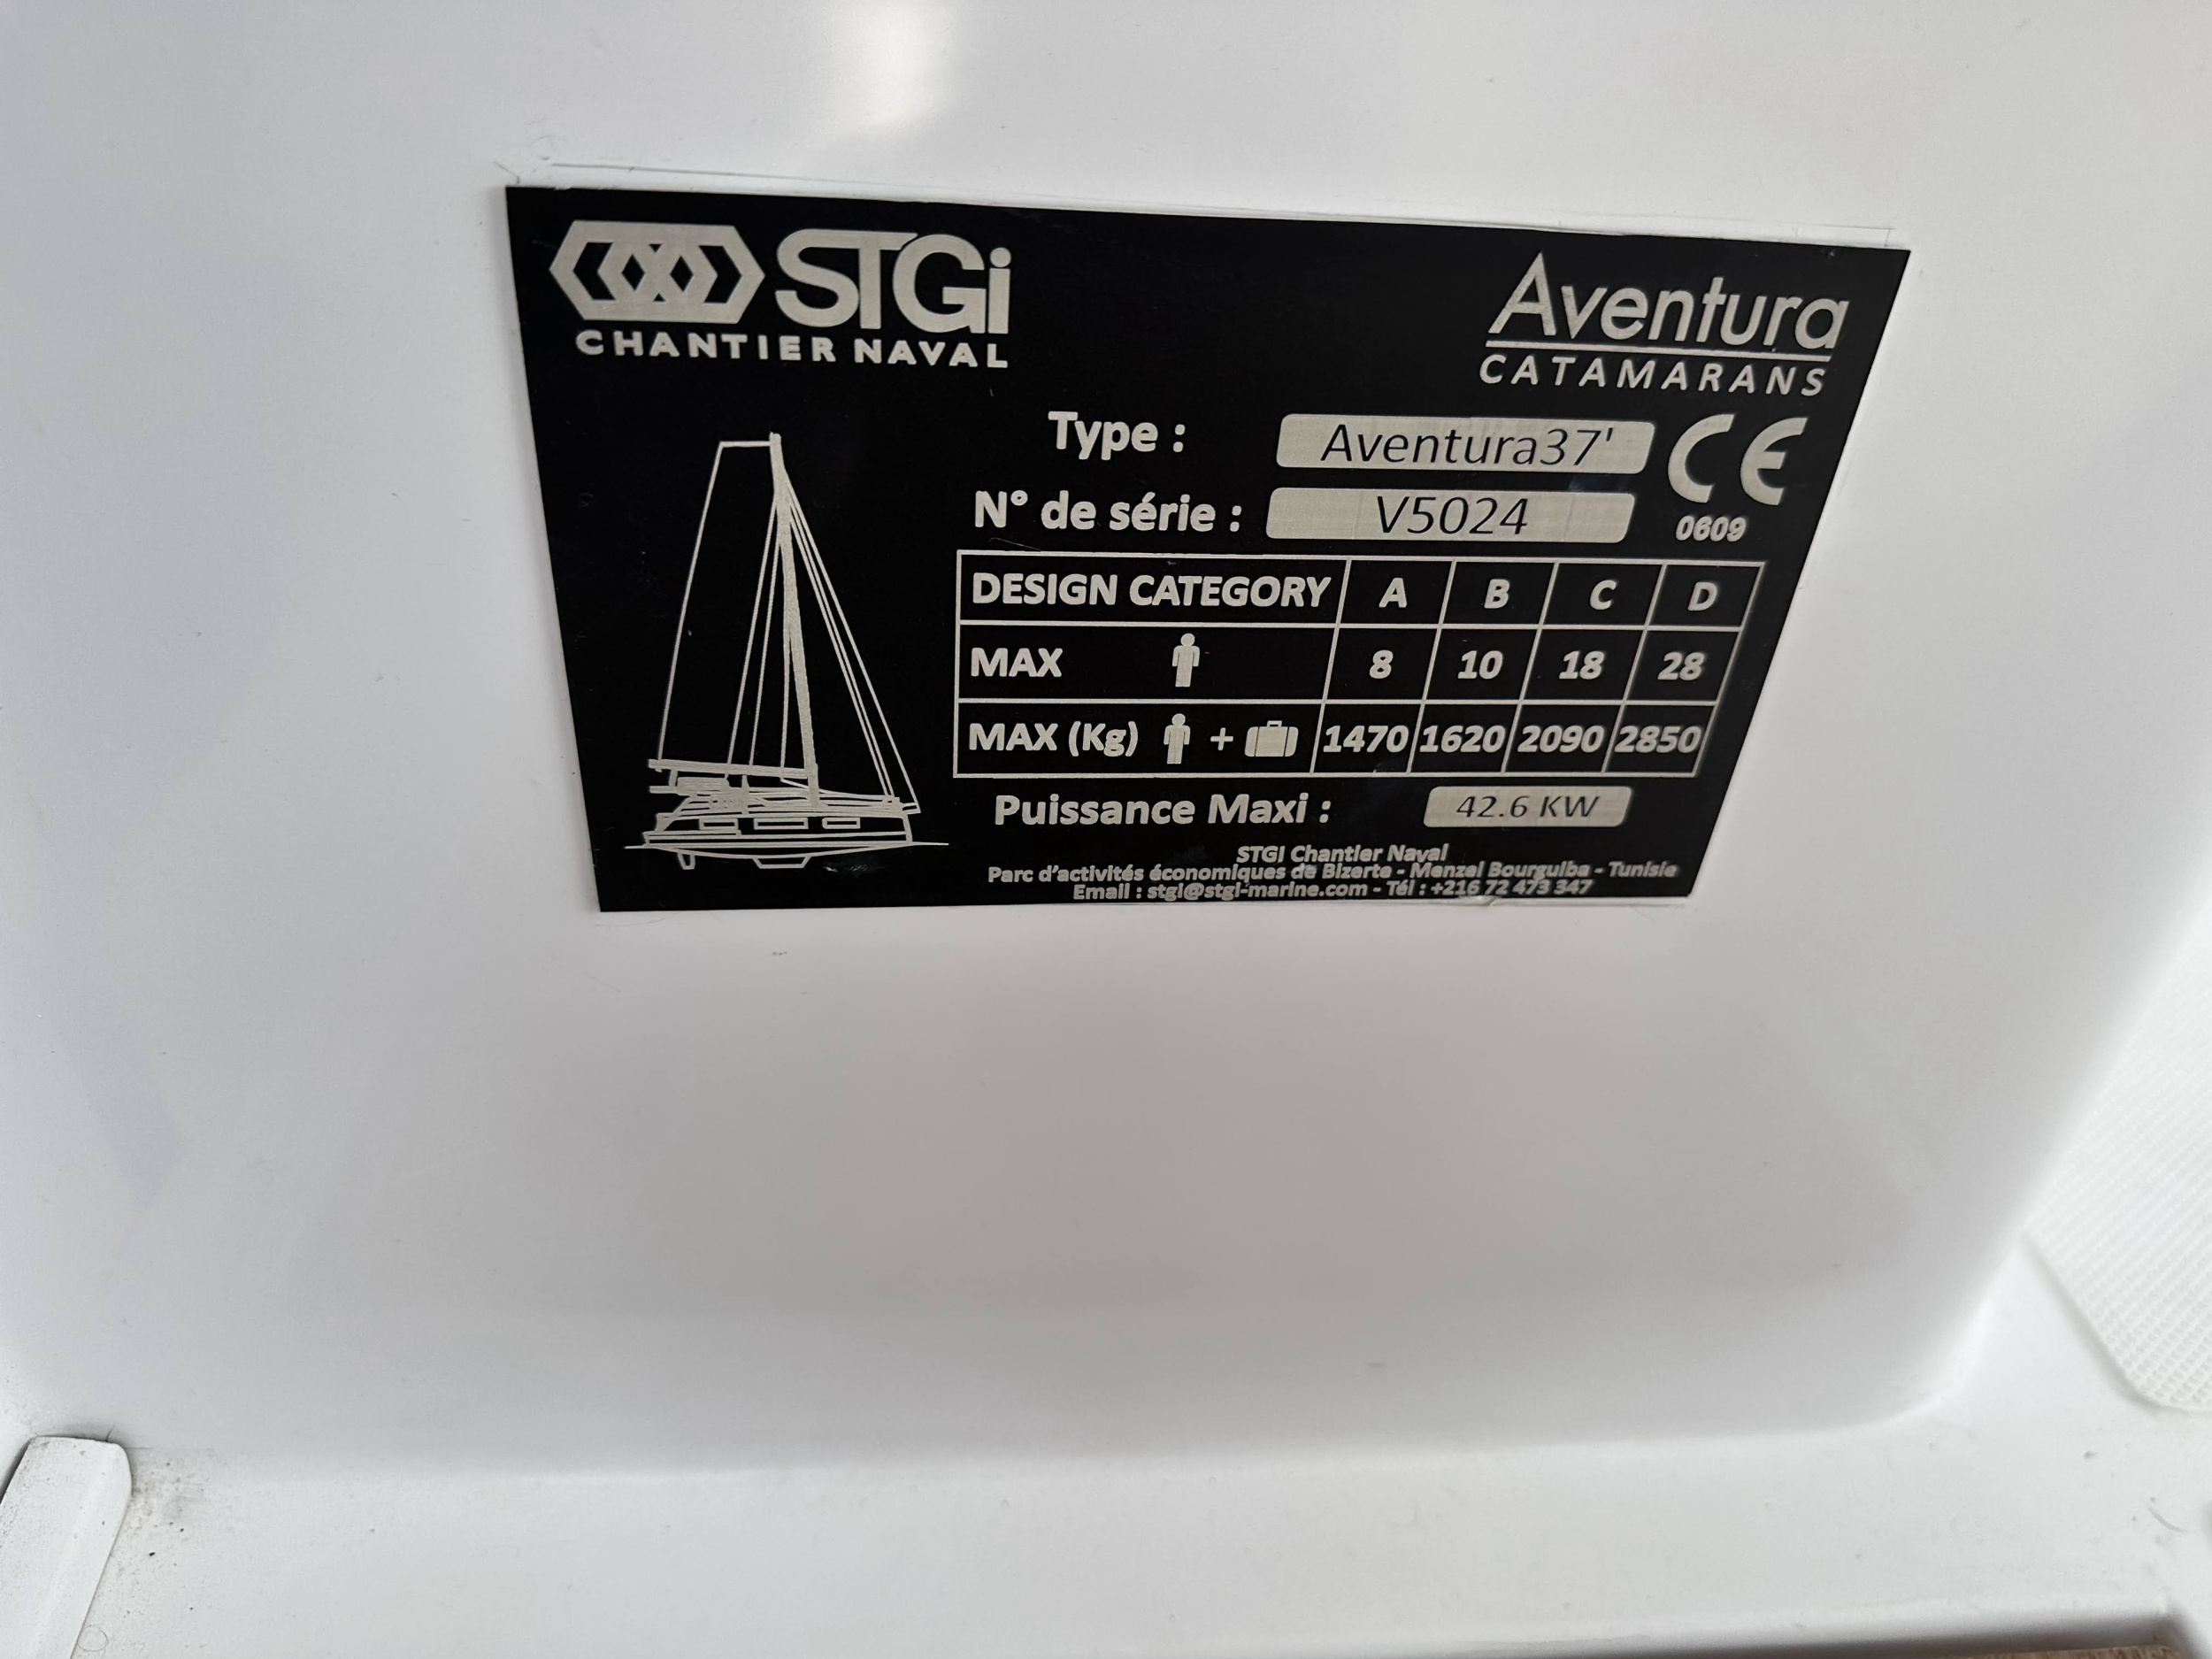 STGi
CHANTIER NAVAL
Aventura
CATAMARANS
Type : Aventura37' CE
N° de série : V5024 0609
DESIGN CATEGORY A B C D
MAX 8 10 18 28
MAX (Kg) + 1470 1620 2090 2850
Puissance Maxi : 42.6 KW
STGI Chantier Naval
Parc d'activités économiques de Bizerte - Menzel Bourguiba - Tunisie
Email : stgi@stgi-marine.com - Tél : +216 72 473 347